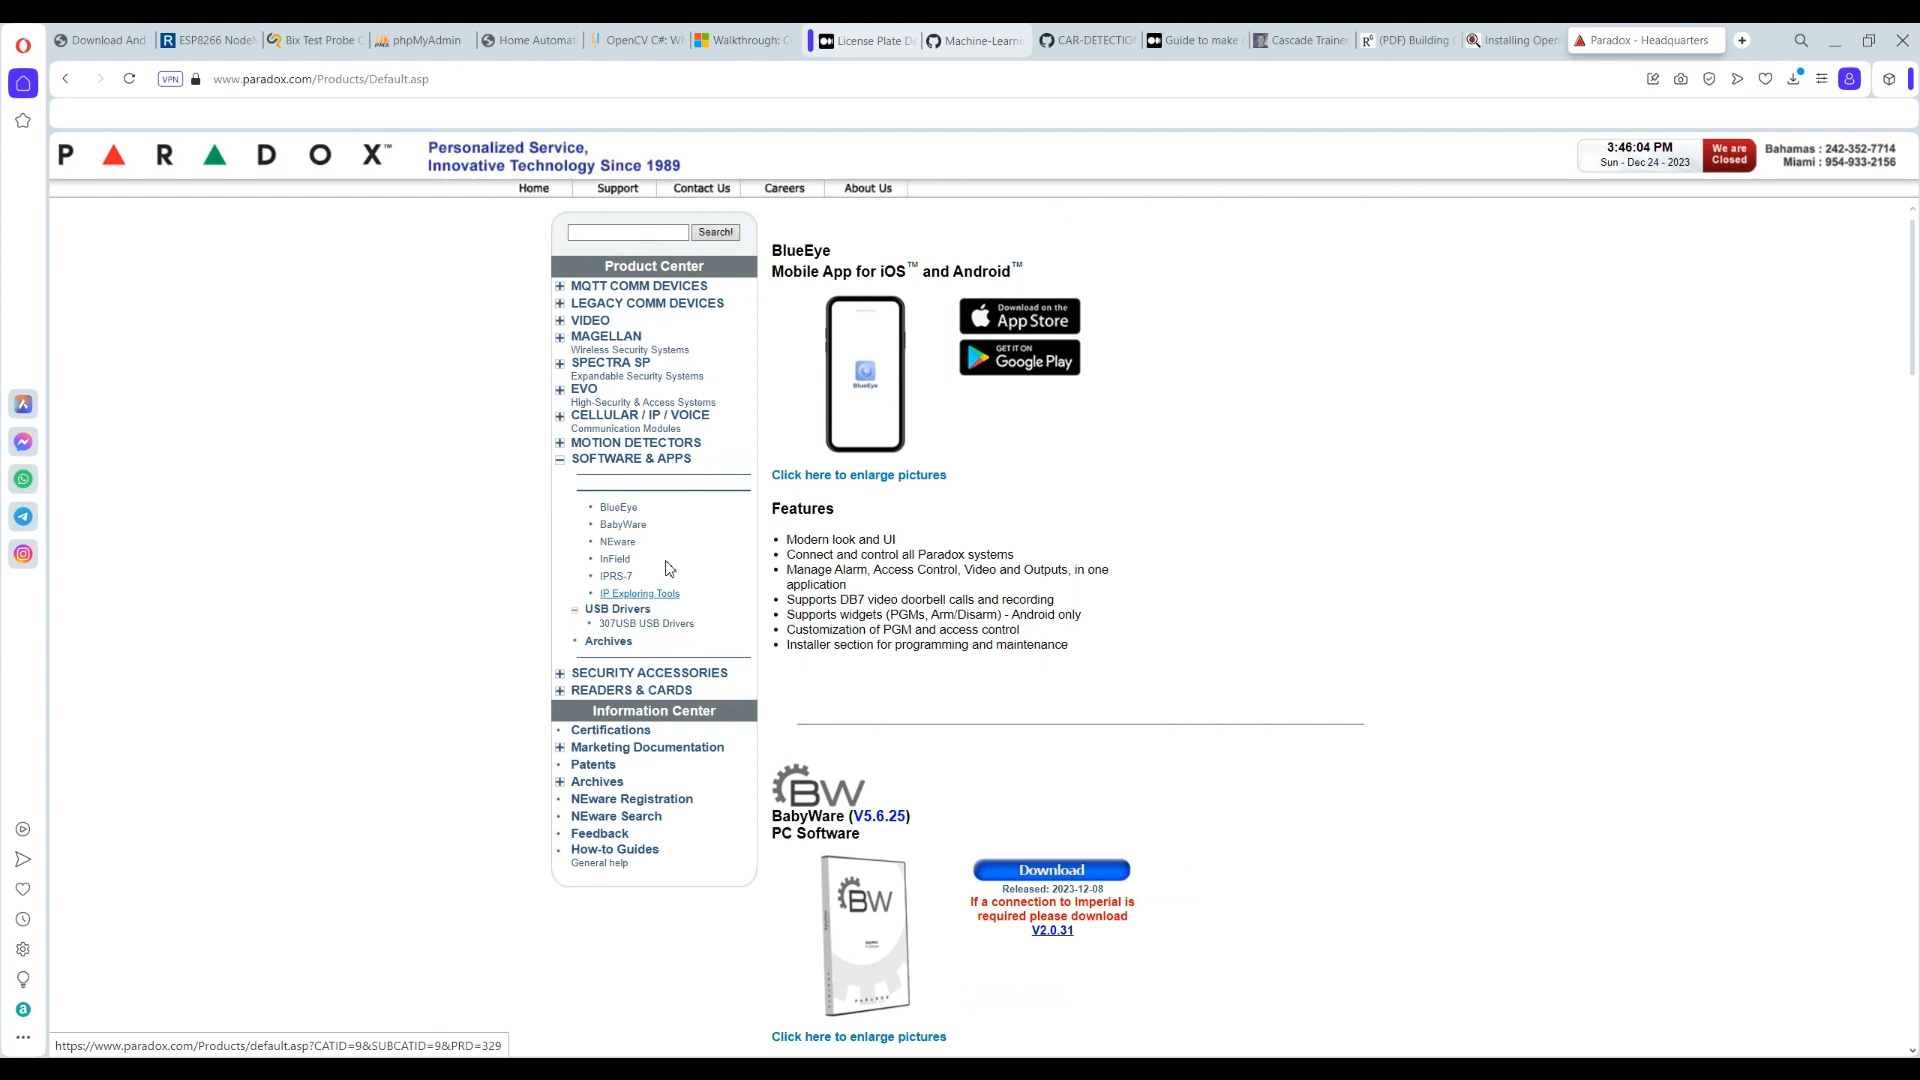 Download And
ESP8266 NodeM
Bix Test Probe C
phpMyAdmin
Home Automat
OpenCV C#: Wh
Walkthrough: C
License Plate De
Machine-Learni
CAR-DETECTIO
Guide to make
Cascade Trainer
(PDF) Building
Installing Open
Paradox - Headquarters
VPN
www.paradox.com/Products/Default.asp
PARADOX™
Personalized Service,
Innovative Technology Since 1989
3:46:04 PM
Sun - Dec 24 - 2023
We are
Closed
Bahamas : 242-352-7714
Miami : 954-933-2156
Home
Support
Contact Us
Careers
About Us
Search!
Product Center
MQTT COMM DEVICES
LEGACY COMM DEVICES
VIDEO
MAGELLAN
Wireless Security Systems
SPECTRA SP
Expandable Security Systems
EVO
High-Security & Access Systems
CELLULAR / IP / VOICE
Communication Modules
MOTION DETECTORS
SOFTWARE & APPS
BlueEye
BabyWare
NEware
InField
IPRS-7
IP Exploring Tools
USB Drivers
307USB USB Drivers
Archives
SECURITY ACCESSORIES
READERS & CARDS
Information Center
Certifications
Marketing Documentation
Patents
Archives
NEware Registration
NEware Search
Feedback
How-to Guides
General help
BlueEye
Mobile App for iOS™ and Android™
BlueEye
Download on the
App Store
GET IT ON
Google Play
Click here to enlarge pictures
Features
• Modern look and UI
• Connect and control all Paradox systems
• Manage Alarm, Access Control, Video and Outputs, in one
application
• Supports DB7 video doorbell calls and recording
• Supports widgets (PGMs, Arm/Disarm) - Android only
• Customization of PGM and access control
• Installer section for programming and maintenance
BW
BabyWare (V5.6.25)
PC Software
BW
Download
Released: 2023-12-08
If a connection to Imperial is
required please download
V2.0.31
Click here to enlarge pictures
https://www.paradox.com/Products/default.asp?CATID=9&SUBCATID=9&PRD=329